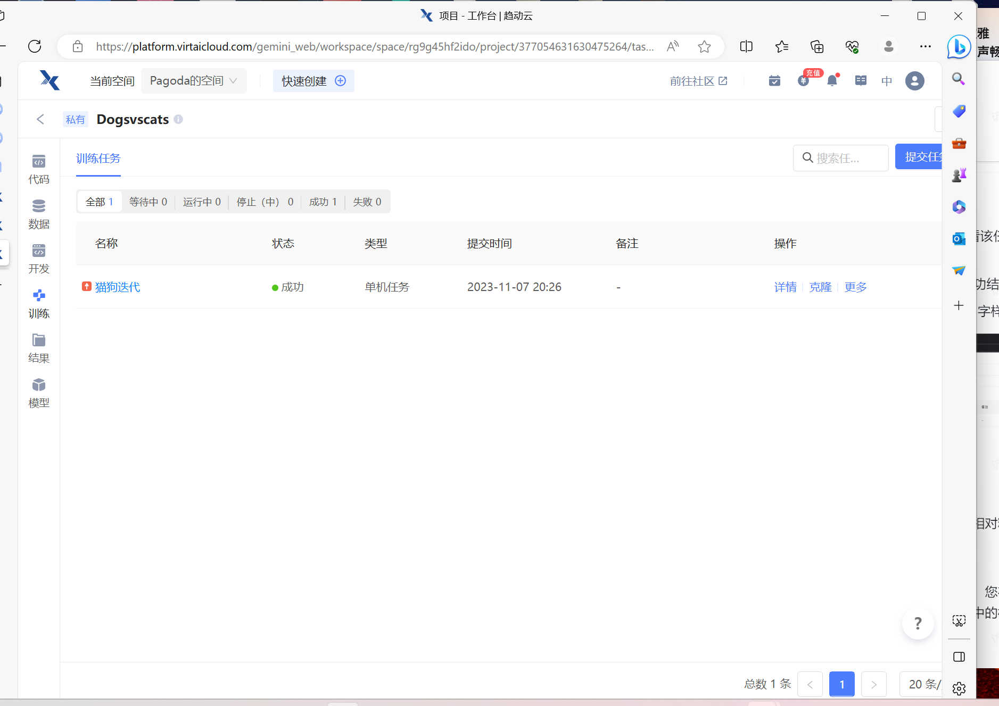 项目 - 工作台 | 趋动云
https://platform.virtaicloud.com/gemini_web/workspace/space/rg9g45hf2ido/project/377054631630475264/tas...
当前空间 Pagoda的空间 快速创建 前往社区 充值 中
私有 Dogsvscats
训练任务 搜索任... 提交任
代码
数据
开发
训练
结果
模型
全部 1 等待中 0 运行中 0 停止（中） 0 成功 1 失败 0
名称 状态 类型 提交时间 备注 操作
猫狗迭代 成功 单机任务 2023-11-07 20:26 - 详情 克隆 更多
?
总数 1 条 < 1 > 20 条/
雅
声畅
看该任
功结
字样
备注
相对
您
中的